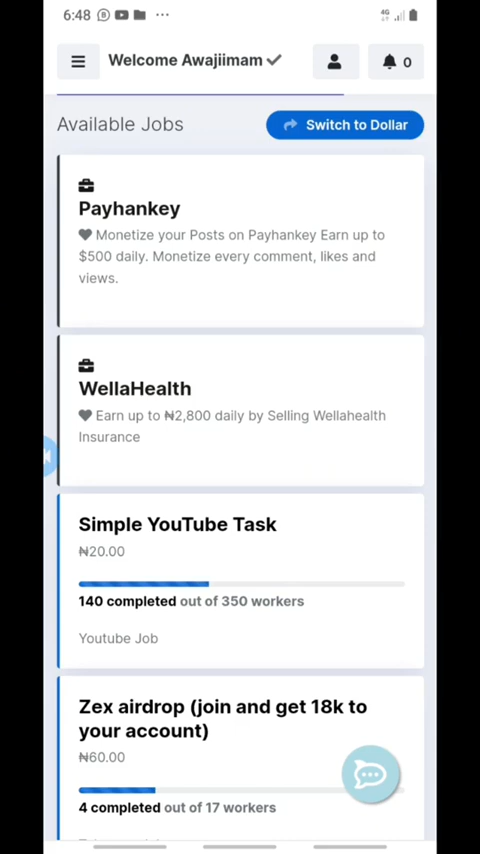 6:48
4G
Welcome Awajiimam
0
Available Jobs
Switch to Dollar
Payhankey
Monetize your Posts on Payhankey Earn up to
$500 daily. Monetize every comment, likes and
views.
WellaHealth
Earn up to ₦2,800 daily by Selling Wellahealth
Insurance
Simple YouTube Task
₦20.00
140 completed out of 350 workers
Youtube Job
Zex airdrop (join and get 18k to
your account)
₦60.00
4 completed out of 17 workers